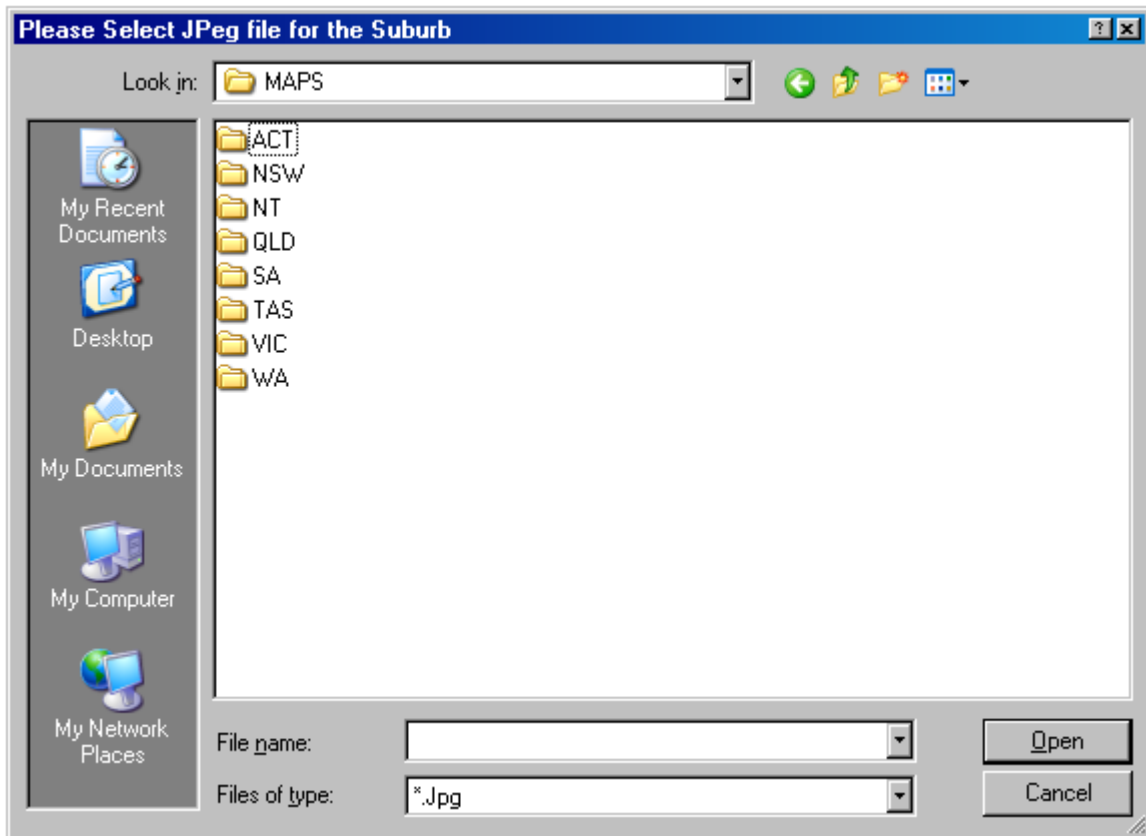 Please Select JPeg file for the Suburb
Look in: MAPS
My Recent
Documents
Desktop
My Documents
My Computer
My Network
Places
ACT
NSW
NT
QLD
SA
TAS
VIC
WA
File name:
Open
Files of type: *.Jpg
Cancel